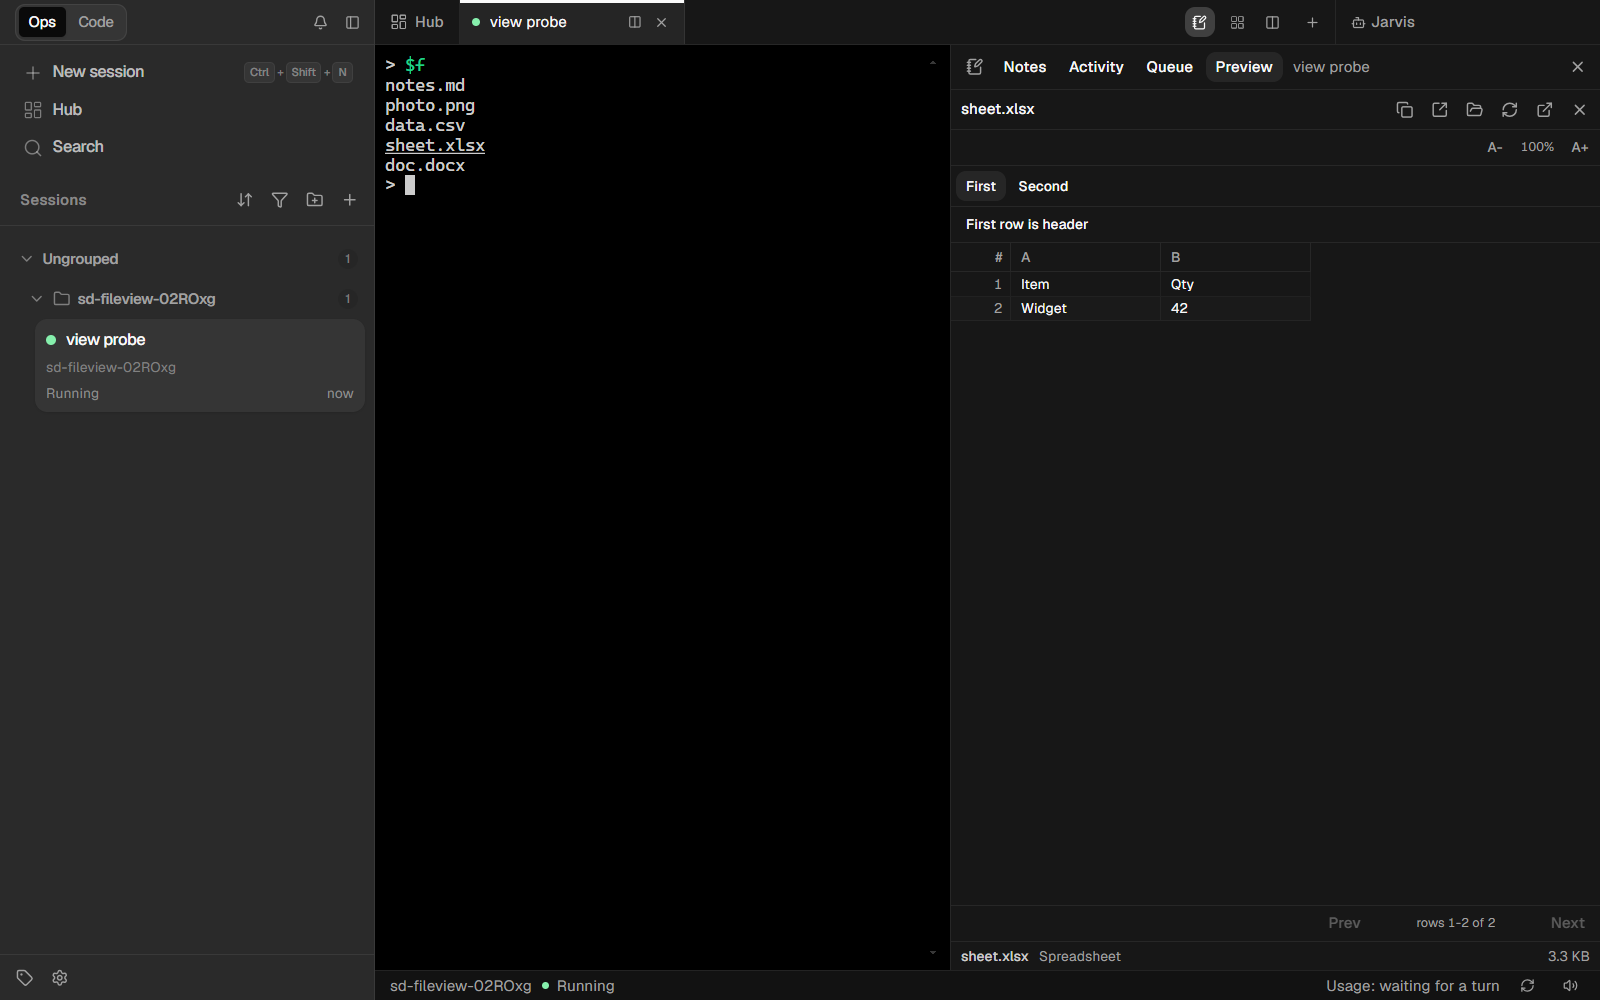 Ops Code
New session Ctrl + Shift + N
Hub
Search
Sessions
Ungrouped 1
sd-fileview-02ROxg 1
view probe
sd-fileview-02ROxg
Running now
Hub view probe
Jarvis
> $f
notes.md
photo.png
data.csv
sheet.xlsx
doc.docx
>
Notes Activity Queue Preview view probe
sheet.xlsx
A- 100% A+
First Second
First row is header
# A B
1 Item Qty
2 Widget 42
Prev rows 1-2 of 2 Next
sheet.xlsx Spreadsheet 3.3 KB
sd-fileview-02ROxg Running Usage: waiting for a turn